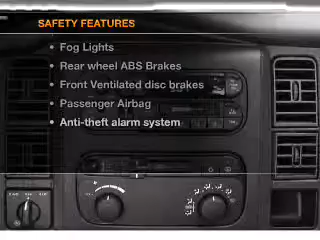 SAFETY FEATURES
• Fog Lights
• Rear wheel ABS Brakes
• Front Ventilated disc brakes
• Passenger Airbag
• Anti-theft alarm system